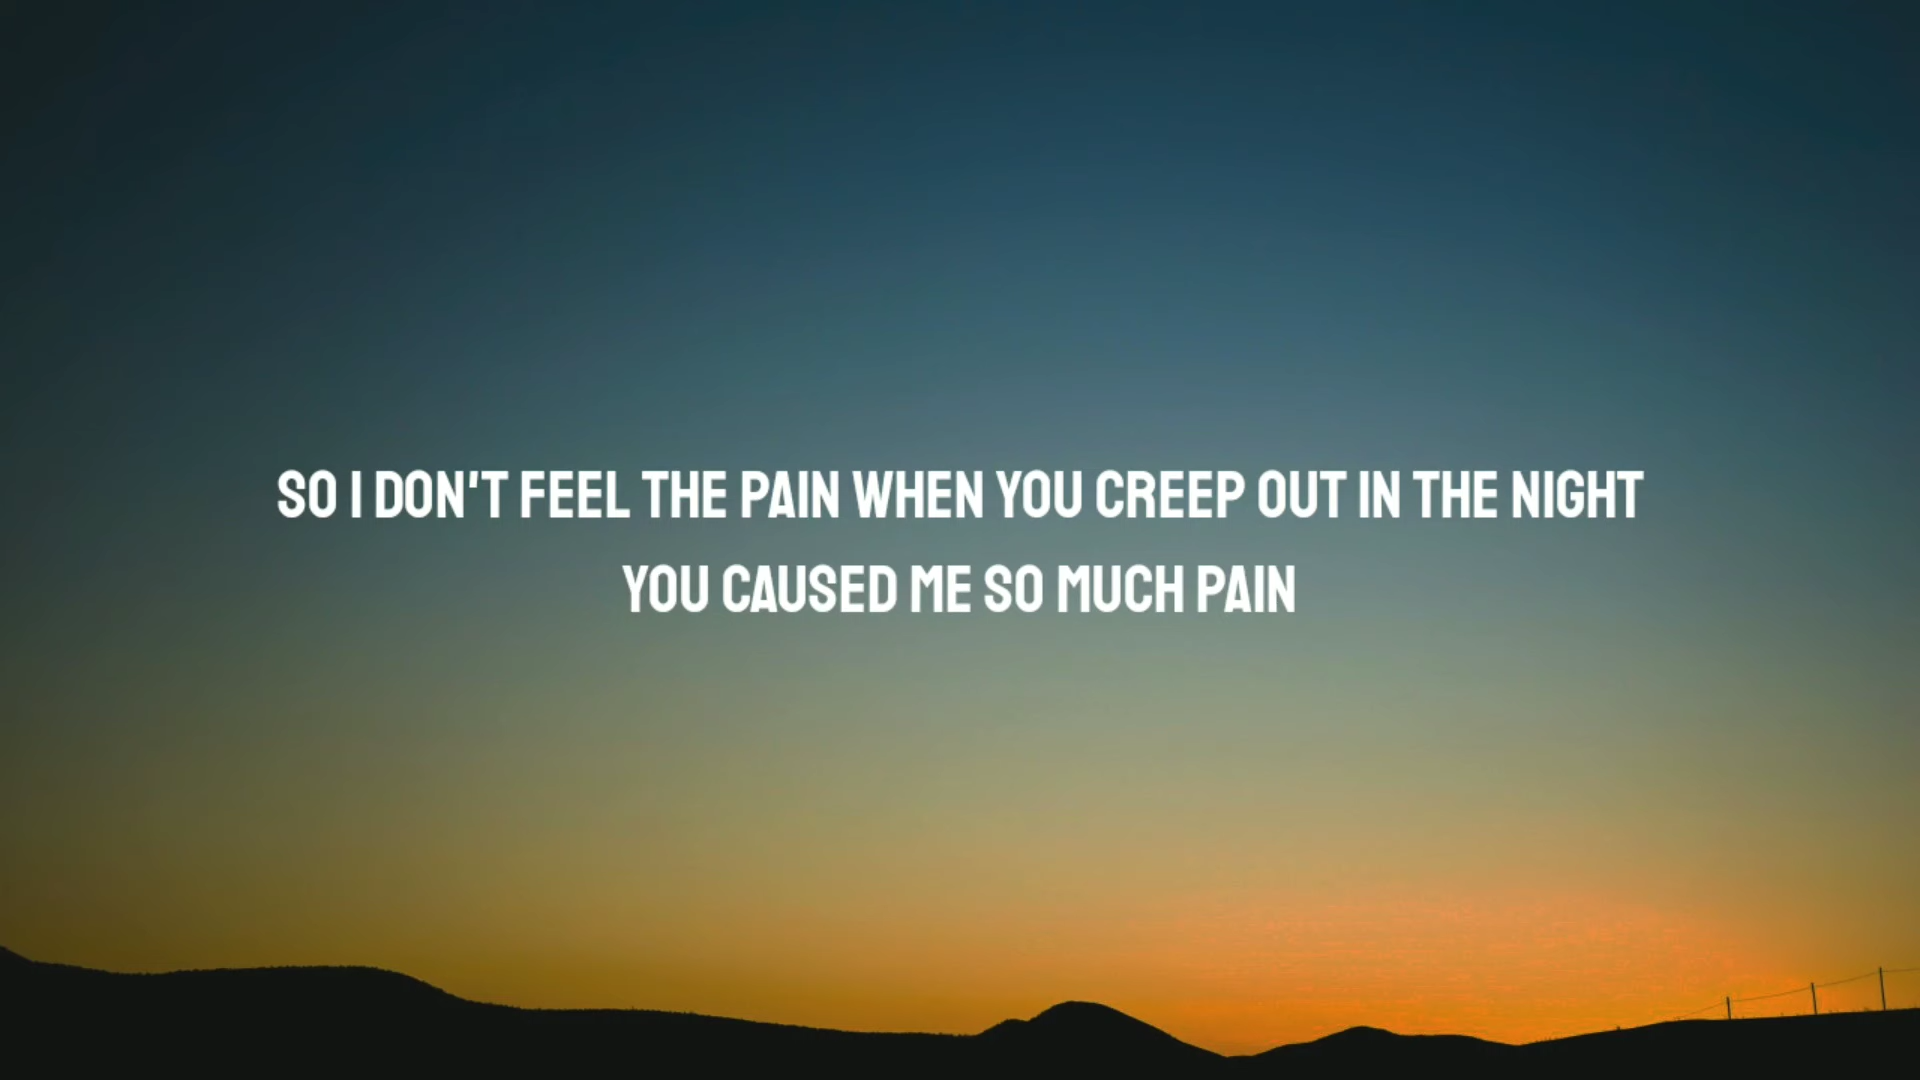 SO I DON'T FEEL THE PAIN WHEN YOU CREEP OUT IN THE NIGHT
YOU CAUSED ME SO MUCH PAIN